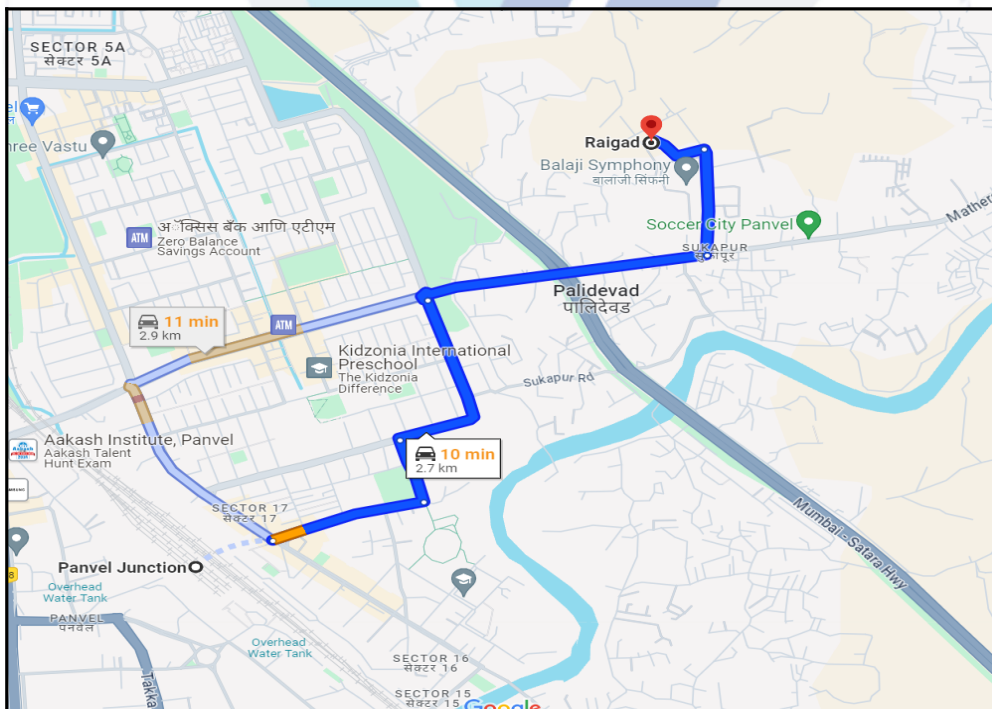 SECTOR 5A
सेक्टर 5A
hree Vastu
ATM
अॅक्सिस बँक आणि एटीएम
Zero Balance
Savings Account
Raigad
Balaji Symphony
बालाजी सिंफनी
Soccer City Panvel
SUKAPUR
सुकापूर
Palidevad
पालिदेवड
11 min
2.9 km
ATM
Kidzonia International
Preschool
The Kidzonia
Difference
Sukapur Rd
Aakash Institute, Panvel
Aakash Talent
Hunt Exam
10 min
2.7 km
SECTOR 17
सेक्टर 17
Panvel Junction
8
Overhead
Water Tank
PANVEL
पनवेल
Takka
Overhead
Water Tank
SECTOR 16
सेक्टर 16
SECTOR 15
सेक्टर 15
Mumbai - Satara Hwy
Google